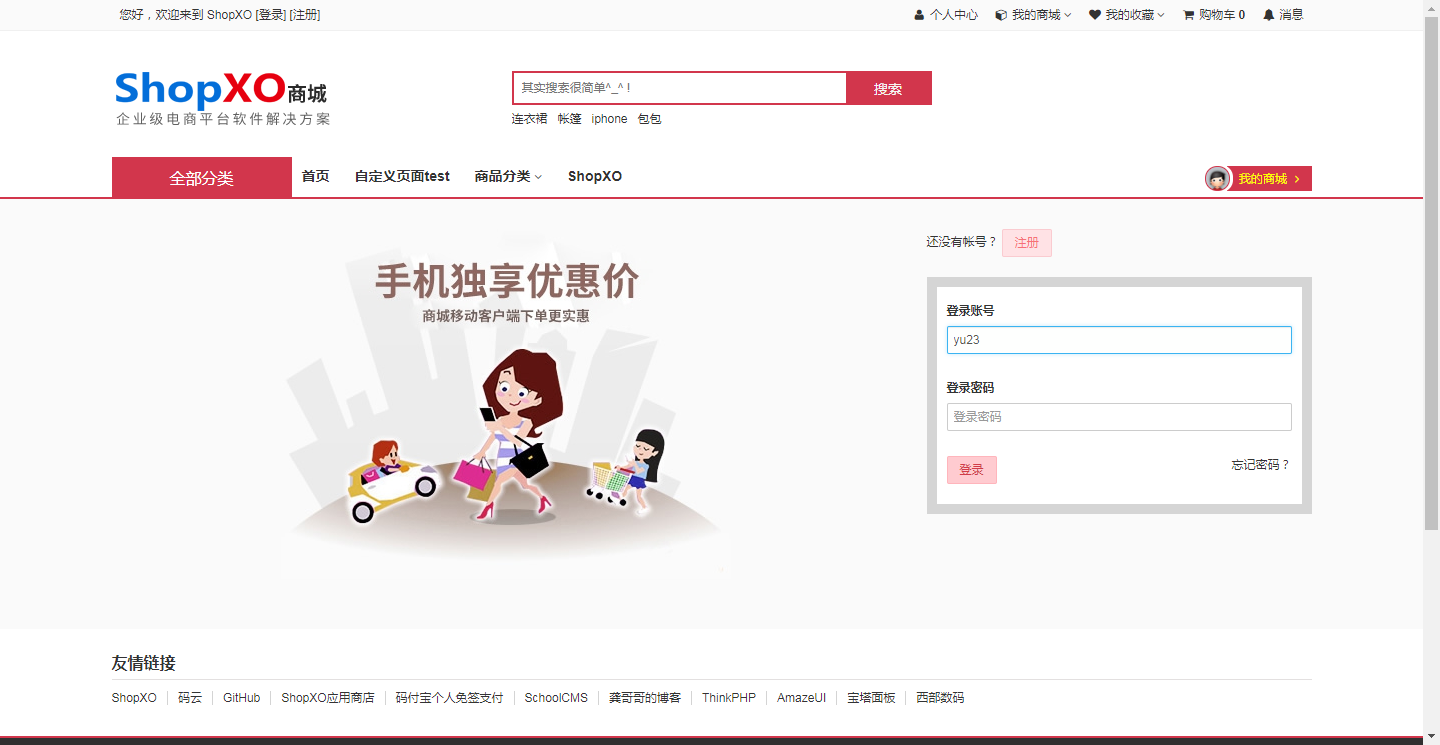 您好，欢迎来到 ShopXO [登录] [注册]
个人中心 我的商城 我的收藏 购物车 0 消息
ShopXO商城
企业级电商平台软件解决方案
其实搜索很简单^_^ ! 搜索
连衣裙 帐篷 iphone 包包
全部分类 首页 自定义页面test 商品分类 ShopXO 我的商城
还没有帐号？ 注册
手机独享优惠价
商城移动客户端下单更实惠
登录账号
yu23
登录密码
登录密码
登录 忘记密码？
友情链接
ShopXO 码云 GitHub ShopXO应用商店 码付宝个人免签支付 SchoolCMS 龚哥哥的博客 ThinkPHP AmazeUI 宝塔面板 西部数码